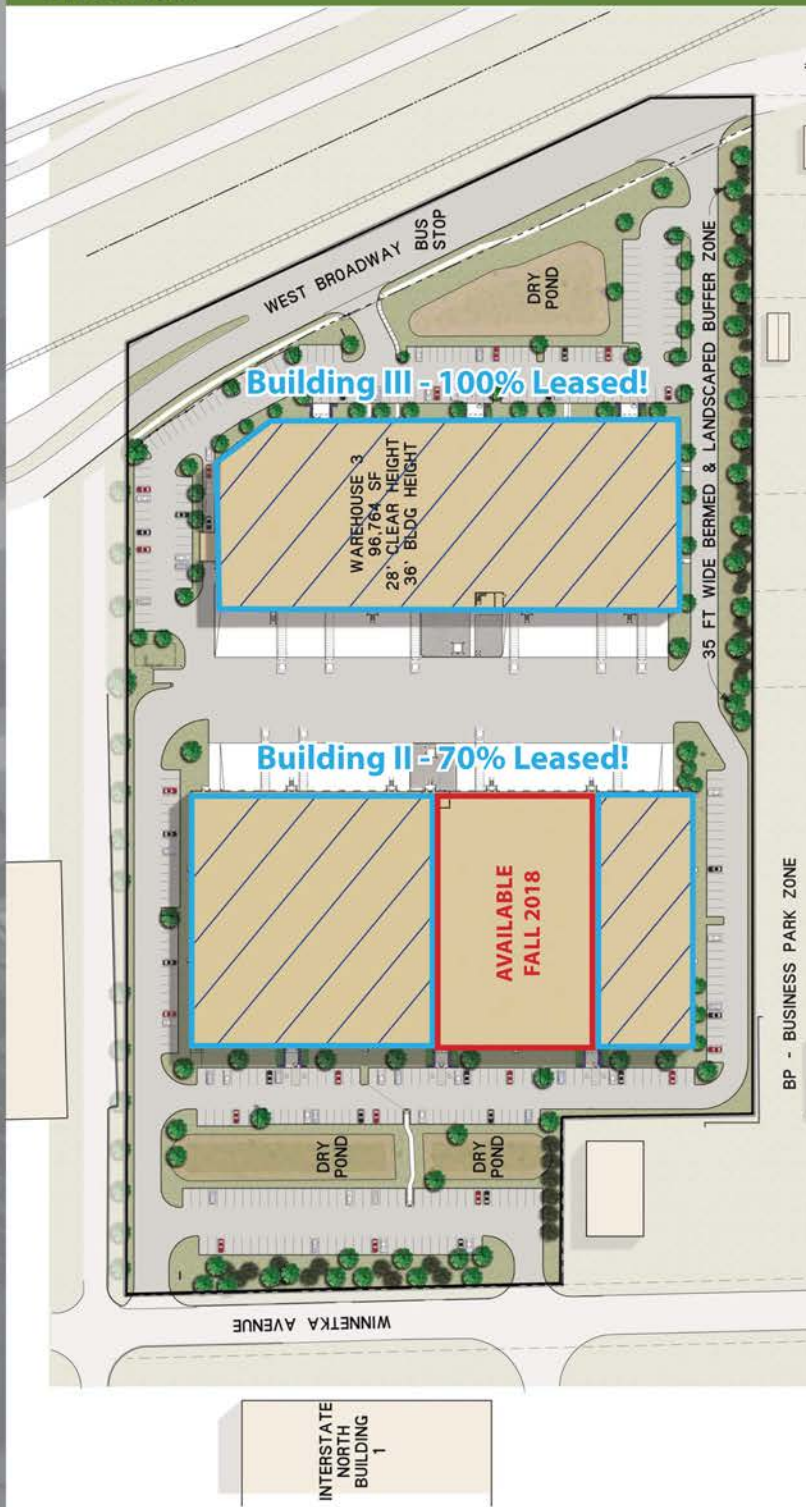 WEST BROADWAY
BUS
STOP
DRY
POND
Building III - 100% Leased!
WAREHOUSE 3
96,764 SF
28' CLEAR HEIGHT
36' BLDG HEIGHT
35 FT WIDE BERMED & LANDSCAPED BUFFER ZONE
Building II - 70% Leased!
AVAILABLE
FALL 2018
BP - BUSINESS PARK ZONE
DRY
POND
DRY
POND
WINNETKA AVENUE
INTERSTATE
NORTH
BUILDING
1